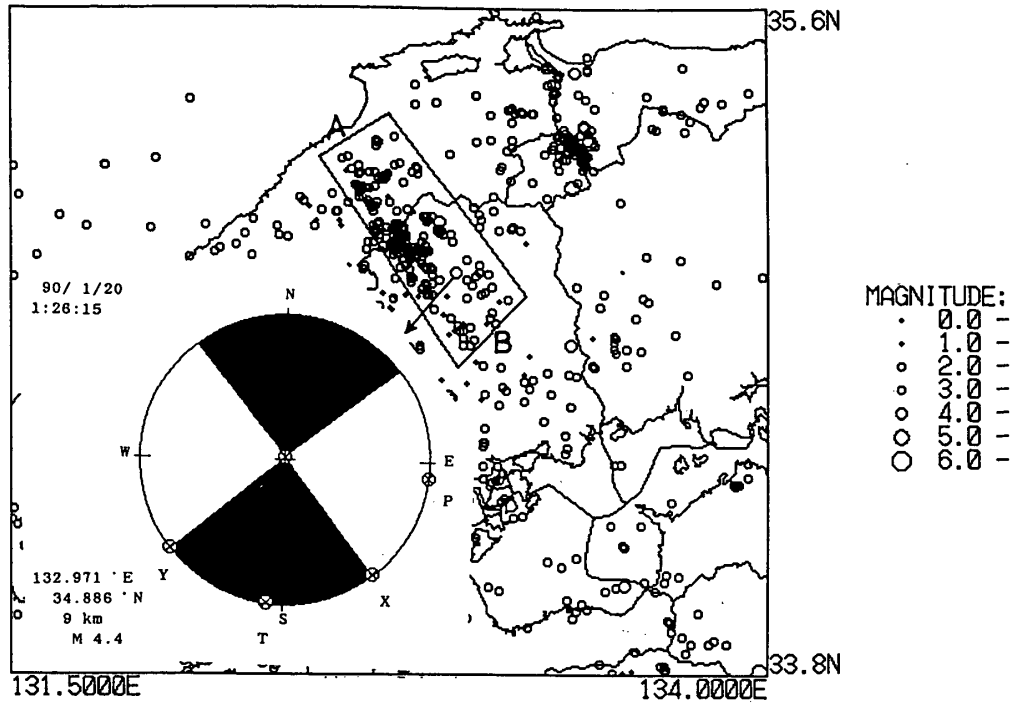 35.6N
A
90/ 1/20
1:26:15
N
MAGNITUDE:
0.0 -
1.0 -
2.0 -
3.0 -
4.0 -
5.0 -
6.0 -
B
W
E
P
132.971 °E
34.886 °N
9 km
M 4.4
Y
X
S
T
33.8N
131.5000E
134.0000E